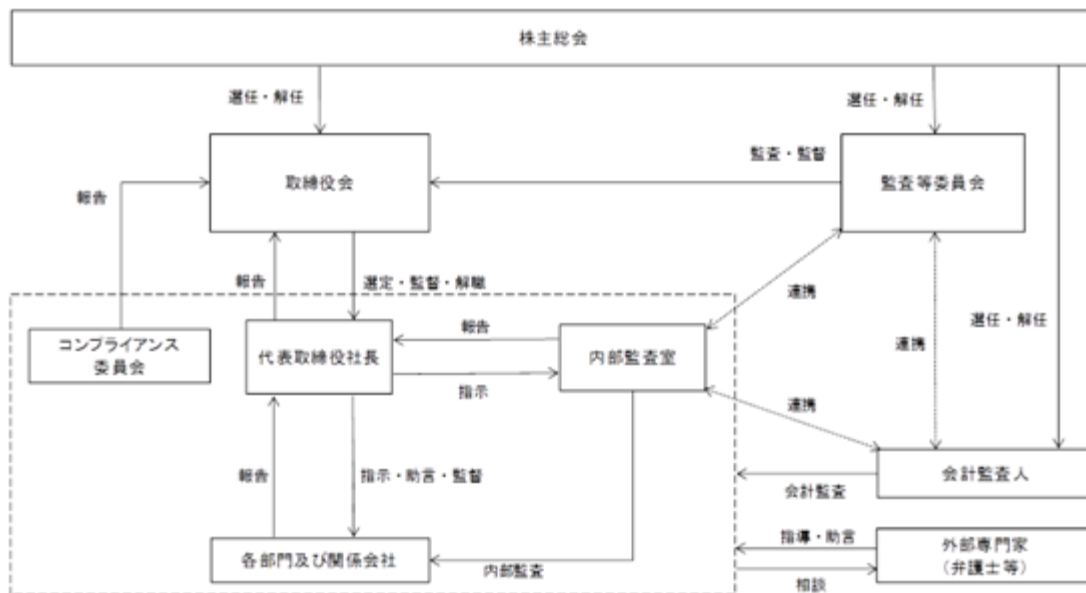 株主総会
選任・解任
選任・解任
監査・監督
取締役会
監査等委員会
報告
報告
選定・監督・解職
連携
選任・解任
コンプライアンス
委員会
代表取締役社長
報告
内部監査室
連携
指示
連携
報告
指示・助言・監督
会計監査人
会計監査
各部門及び関係会社
内部監査
指導・助言
外部専門家
(弁護士等)
相談